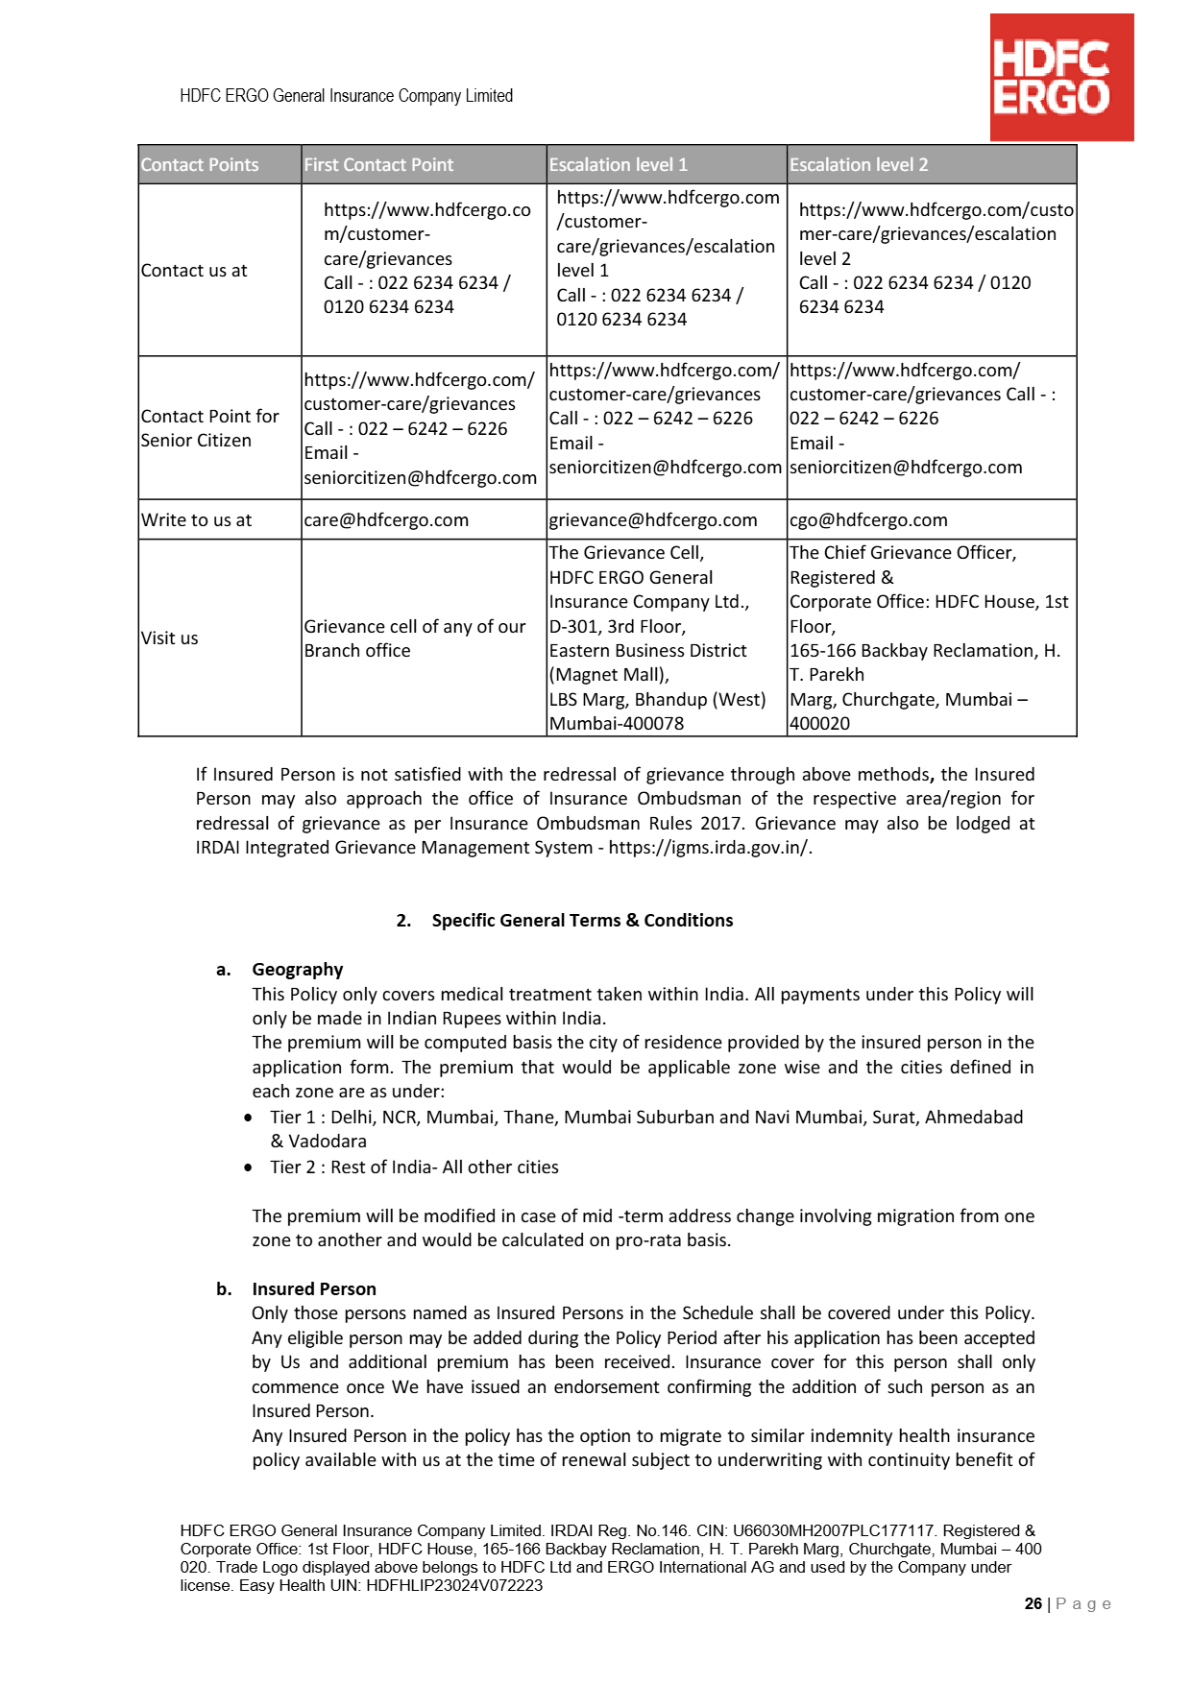 HDFC
ERGO
HDFC ERGO General Insurance Company Limited
Contact Points
First Contact Point
Escalation level 1
Escalation level 2
Contact us at
https://www.hdfcergo.co
m/customer-
care/grievances
Call - : 022 6234 6234 /
0120 6234 6234
https://www.hdfcergo.com
/customer-
care/grievances/escalation
level 1
Call - : 022 6234 6234 /
0120 6234 6234
https://www.hdfcergo.com/custo
mer-care/grievances/escalation
level 2
Call - : 022 6234 6234 / 0120
6234 6234
Contact Point for
Senior Citizen
https://www.hdfcergo.com/
customer-care/grievances
Call - : 022 – 6242 – 6226
Email -
seniorcitizen@hdfcergo.com
https://www.hdfcergo.com/
customer-care/grievances
Call - : 022 – 6242 – 6226
Email -
seniorcitizen@hdfcergo.com
https://www.hdfcergo.com/
customer-care/grievances Call - :
022 – 6242 – 6226
Email -
seniorcitizen@hdfcergo.com
Write to us at
care@hdfcergo.com
grievance@hdfcergo.com
cgo@hdfcergo.com
Visit us
Grievance cell of any of our
Branch office
The Grievance Cell,
HDFC ERGO General
Insurance Company Ltd.,
D-301, 3rd Floor,
Eastern Business District
(Magnet Mall),
LBS Marg, Bhandup (West)
Mumbai-400078
The Chief Grievance Officer,
Registered &
Corporate Office: HDFC House, 1st
Floor,
165-166 Backbay Reclamation, H.
T. Parekh
Marg, Churchgate, Mumbai –
400020
If Insured Person is not satisfied with the redressal of grievance through above methods, the Insured
Person may also approach the office of Insurance Ombudsman of the respective area/region for
redressal of grievance as per Insurance Ombudsman Rules 2017. Grievance may also be lodged at
IRDAI Integrated Grievance Management System - https://igms.irda.gov.in/.
2. Specific General Terms & Conditions
a. Geography
This Policy only covers medical treatment taken within India. All payments under this Policy will
only be made in Indian Rupees within India.
The premium will be computed basis the city of residence provided by the insured person in the
application form. The premium that would be applicable zone wise and the cities defined in
each zone are as under:
• Tier 1 : Delhi, NCR, Mumbai, Thane, Mumbai Suburban and Navi Mumbai, Surat, Ahmedabad
& Vadodara
• Tier 2 : Rest of India- All other cities
The premium will be modified in case of mid -term address change involving migration from one
zone to another and would be calculated on pro-rata basis.
b. Insured Person
Only those persons named as Insured Persons in the Schedule shall be covered under this Policy.
Any eligible person may be added during the Policy Period after his application has been accepted
by Us and additional premium has been received. Insurance cover for this person shall only
commence once We have issued an endorsement confirming the addition of such person as an
Insured Person.
Any Insured Person in the policy has the option to migrate to similar indemnity health insurance
policy available with us at the time of renewal subject to underwriting with continuity benefit of
HDFC ERGO General Insurance Company Limited. IRDAI Reg. No.146. CIN: U66030MH2007PLC177117. Registered &
Corporate Office: 1st Floor, HDFC House, 165-166 Backbay Reclamation, H. T. Parekh Marg, Churchgate, Mumbai – 400
020. Trade Logo displayed above belongs to HDFC Ltd and ERGO International AG and used by the Company under
license. Easy Health UIN: HDFHLIP23024V072223
26 | P a g e